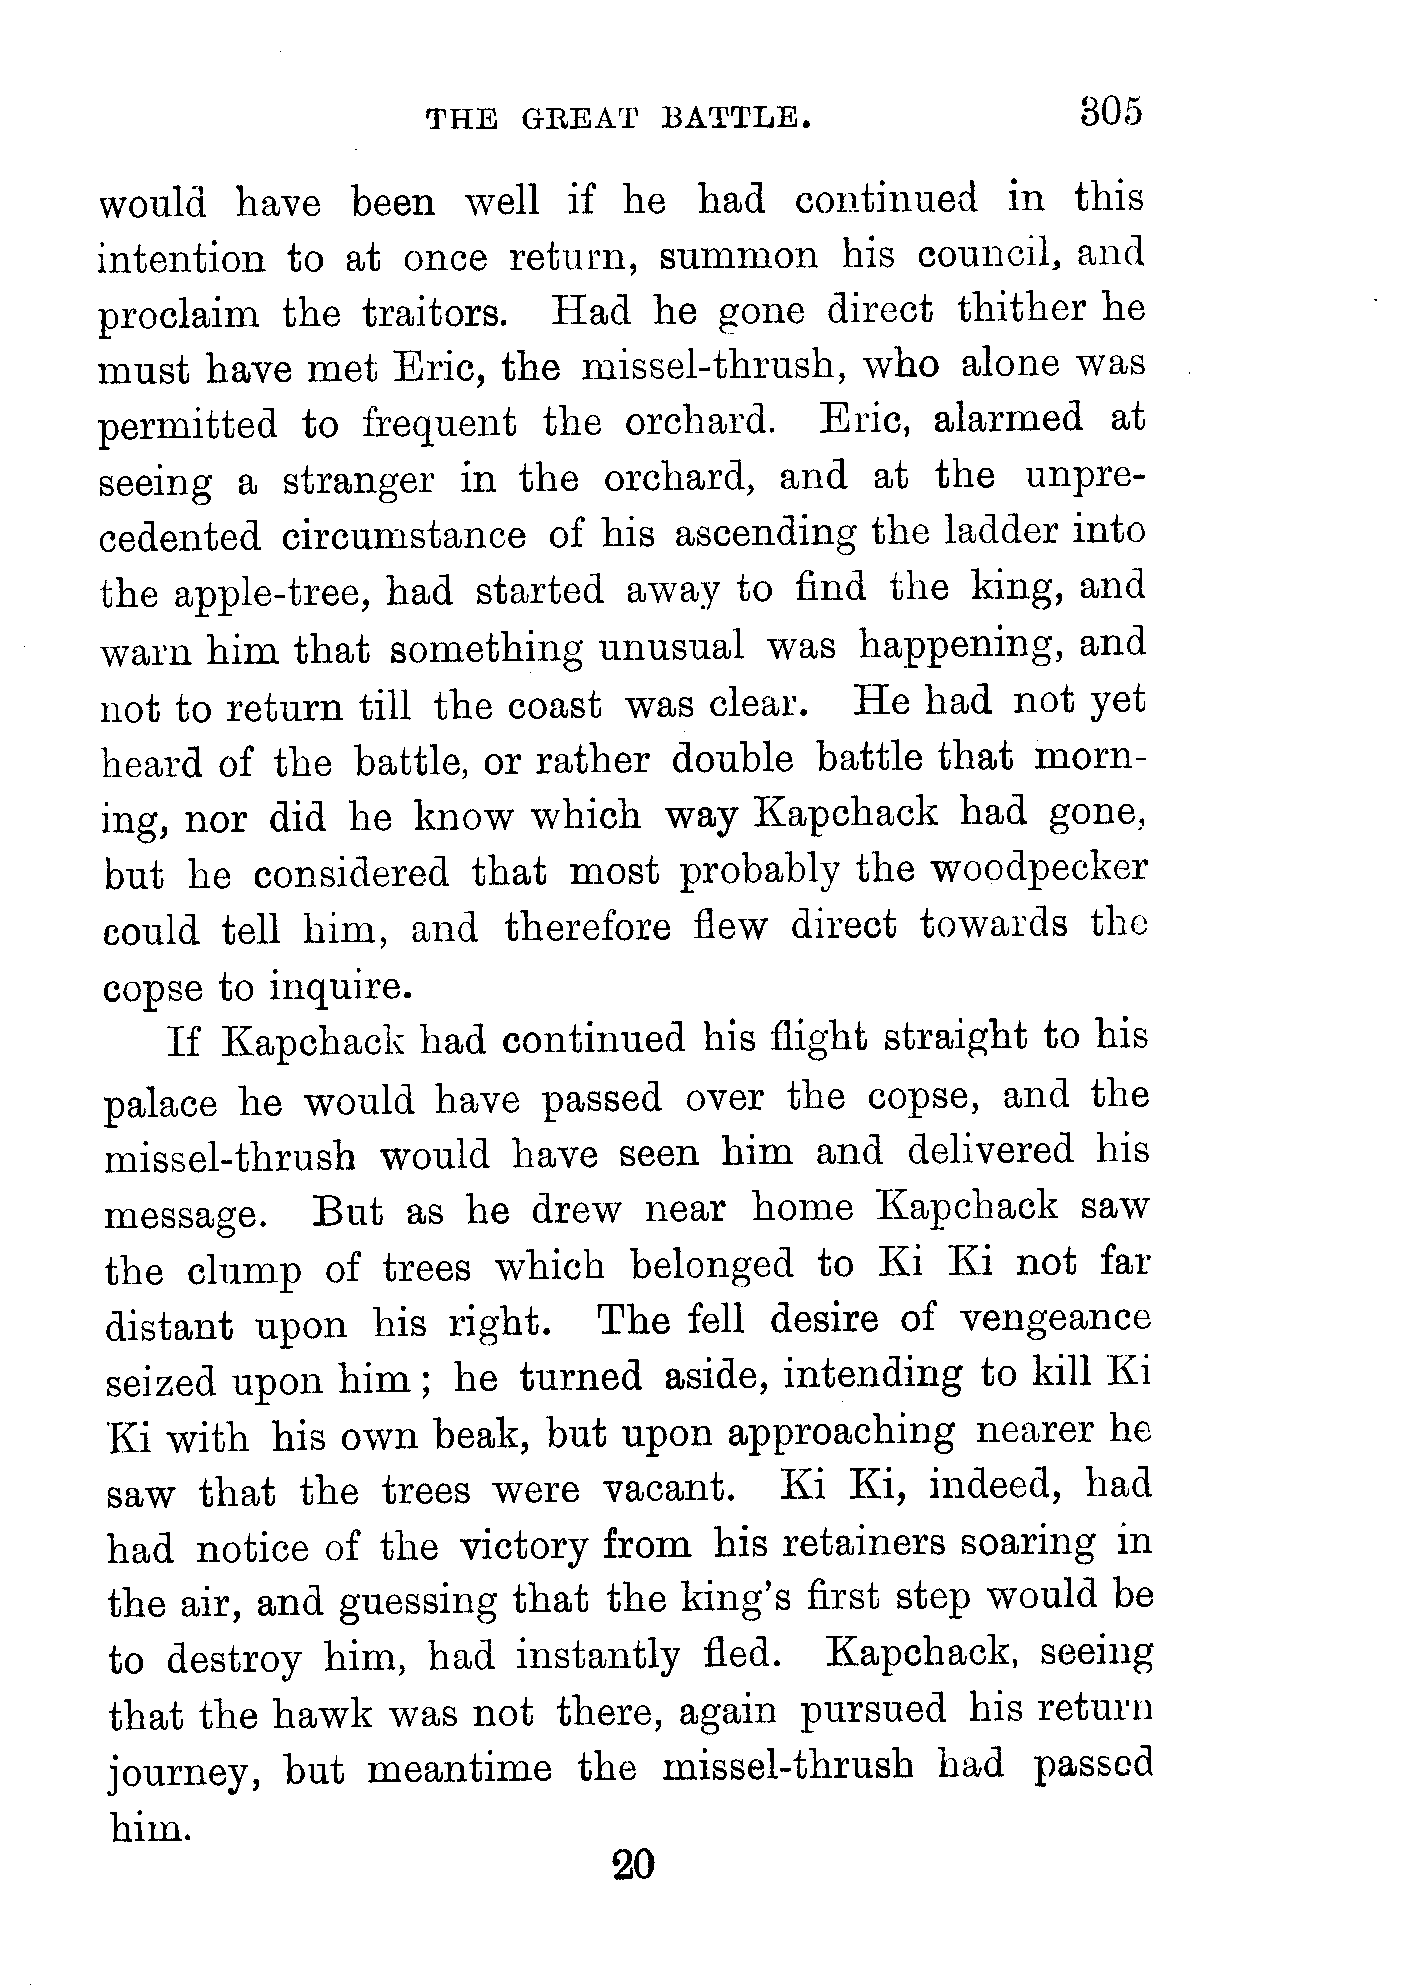 THE GREAT BATTLE. 305
would have been well if he had continued in this
intention to at once return, summon his council, and
proclaim the traitors. Had he gone direct thither he
must have met Eric, the missel-thrush, who alone was
permitted to frequent the orchard. Eric, alarmed at
seeing a stranger in the orchard, and at the unpre-
cedented circumstance of his ascending the ladder into
the apple-tree, had started away to find the king, and
warn him that something unusual was happening, and
not to return till the coast was clear. He had not yet
heard of the battle, or rather double battle that morn-
ing, nor did he know which way Kapchack had gone,
but he considered that most probably the woodpecker
could tell him, and therefore flew direct towards the
copse to inquire.
If Kapchack had continued his flight straight to his
palace he would have passed over the copse, and the
missel-thrush would have seen him and delivered his
message. But as he drew near home Kapchack saw
the clump of trees which belonged to Ki Ki not far
distant upon his right. The fell desire of vengeance
seized upon him; he turned aside, intending to kill Ki
Ki with his own beak, but upon approaching nearer he
saw that the trees were vacant. Ki Ki, indeed, had
had notice of the victory from his retainers soaring in
the air, and guessing that the king's first step would be
to destroy him, had instantly fled. Kapchack, seeing
that the hawk was not there, again pursued his return
journey, but meantime the missel-thrush had passed
him.
20